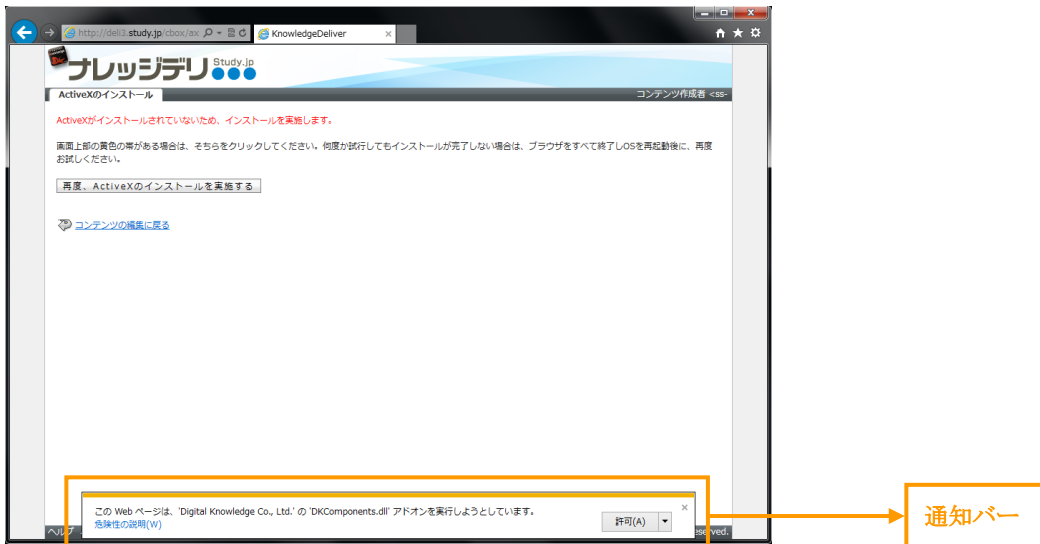 http://deli3.study.jp/cbox/ax
KnowledgeDeliver
ナレッジデリ Study.jp
ActiveXのインストール
コンテンツ作成者 <ss-
ActiveXがインストールされていないため、インストールを実施します。
画面上部の黄色の帯がある場合は、そちらをクリックしてください。何度か試行してもインストールが完了しない場合は、ブラウザをすべて終了しOSを再起動後に、再度
お試しください。
再度、ActiveXのインストールを実施する
コンテンツの編集に戻る
この Web ページは、'Digital Knowledge Co., Ltd.' の 'DKComponents.dll' アドオンを実行しようとしています。
危険性の説明(W)
許可(A)
ヘルプ
通知バー